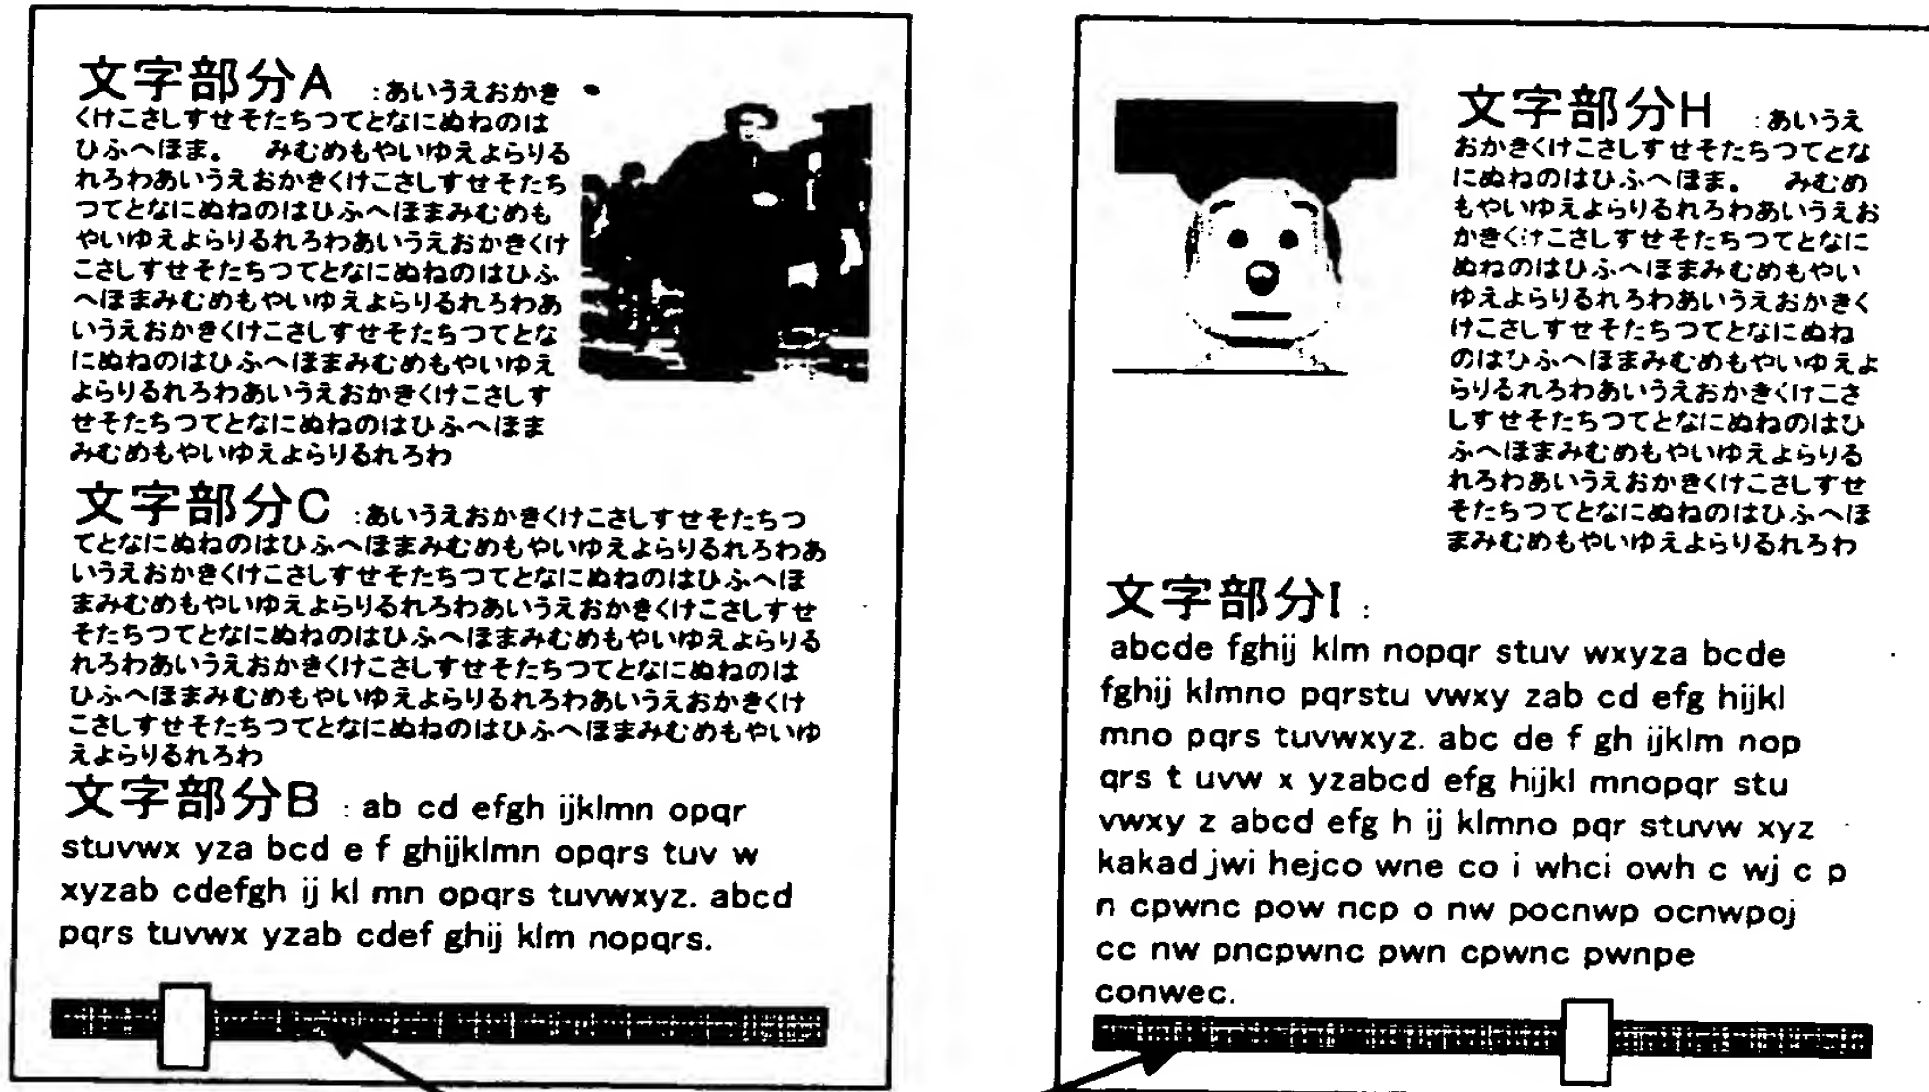 文字部分A :あいうえおかき
くけこさしすせそたちつてとなにぬねのは
ひふへほま。 みむめもやいゆえよらりる
れろわあいうえおかきくけこさしすせそたち
つてとなにぬねのはひふへほまみむめも
やいゆえよらりるれろわあいうえおかきくけ
こさしすせそたちつてとなにぬねのはひふ
へほまみむめもやいゆえよらりるれろわあ
いうえおかきくけこさしすせそたちつてとな
にぬねのはひふへほまみむめもやいゆえ
よらりるれろわあいうえおかきくけこさしす
せそたちつてとなにぬねのはひふへほま
みむめもやいゆえよらりるれろわ
文字部分C :あいうえおかきくけこさしすせそたちつ
てとなにぬねのはひふへほまみむめもやいゆえよらりるれろわあ
いうえおかきくけこさしすせそたちつてとなにぬねのはひふへほ
まみむめもやいゆえよらりるれろわあいうえおかきくけこさしすせ
そたちつてとなにぬねのはひふへほまみむめもやいゆえよらりる
れろわあいうえおかきくけこさしすせそたちつてとなにぬねのは
ひふへほまみむめもやいゆえよらりるれろわあいうえおかきくけ
こさしすせそたちつてとなにぬねのはひふへほまみむめもやいゆ
えよらりるれろわ
文字部分B : ab cd efgh ijklmn opqr
stuvwx yza bcd e f ghijklmn opqrs tuv w
xyzab cdefgh ij kl mn opqrs tuvwxyz. abcd
pqrs tuvwx yzab cdef ghij klm nopqrs.
文字部分H :あいうえ
おかきくけこさしすせそたちつてとな
にぬねのはひふへほま。 みむめ
もやいゆえよらりるれろわあいうえお
かきくけこさしすせそたちつてとなに
ぬねのはひふへほまみむめもやい
ゆえよらりるれろわあいうえおかきく
けこさしすせそたちつてとなにぬね
のはひふへほまみむめもやいゆえよ
らりるれろわあいうえおかきくけこさ
しすせそたちつてとなにぬねのはひ
ふへほまみむめもやいゆえよらりる
れろわあいうえおかきくけこさしすせ
そたちつてとなにぬねのはひふへほ
まみむめもやいゆえよらりるれろわ
文字部分I :
abcde fghij klm nopqr stuv wxyza bcde
fghij klmno pqrstu vwxy zab cd efg hijkl
mno pqrs tuvwxyz. abc de f gh ijklm nop
qrs t uvw x yzabcd efg hijkl mnopqr stu
vwxy z abcd efg h ij klmno pqr stuvw xyz
kakad jwi hejco wne co i whci owh c wj c p
n cpwnc pow ncp o nw pocnwp ocnwpoj
cc nw pncpwnc pwn cpwnc pwnpe
conwec.